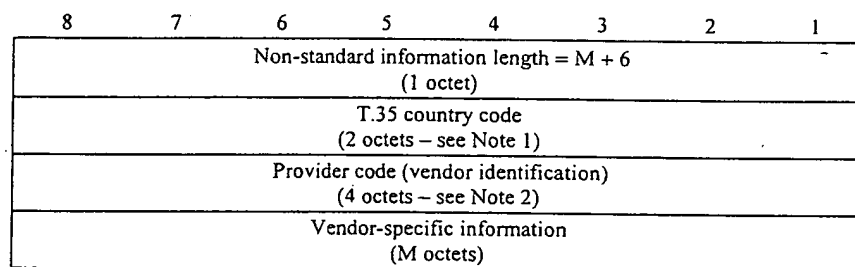 8 7 6 5 4 3 2 1
Non-standard information length = M + 6
(1 octet)
T.35 country code
(2 octets – see Note 1)
Provider code (vendor identification)
(4 octets – see Note 2)
Vendor-specific information
(M octets)